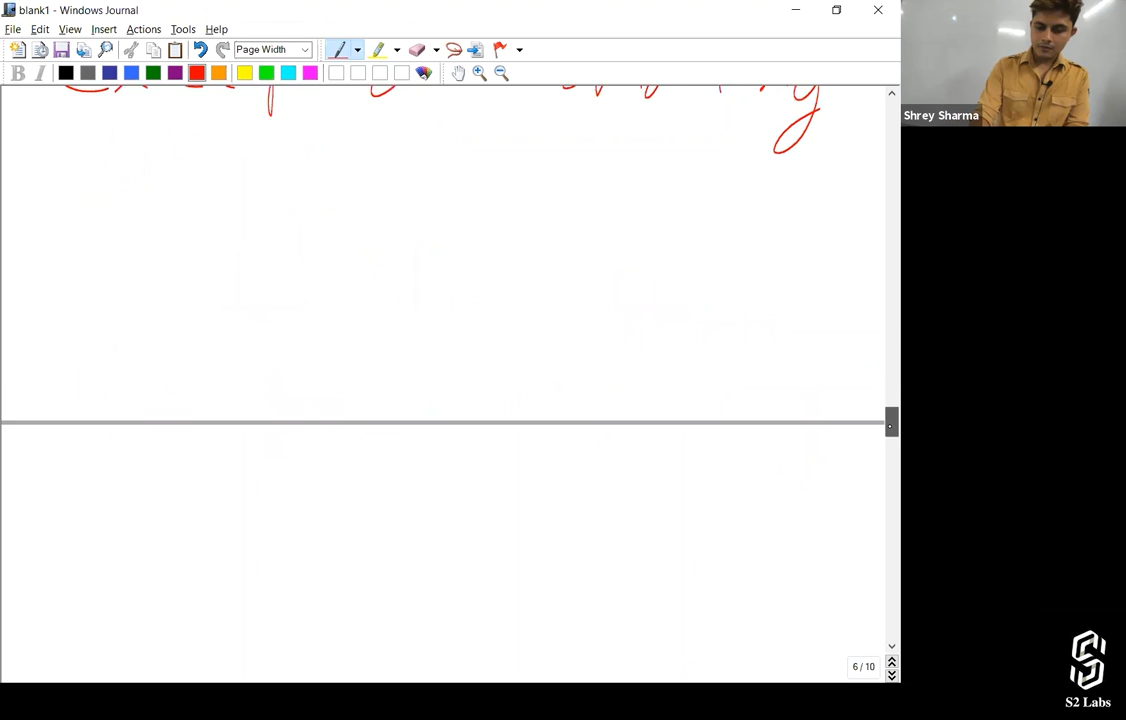 blank1 - Windows Journal
File Edit View Insert Actions Tools Help
Page Width
B I
Shrey Sharma
6 / 10
S2 Labs